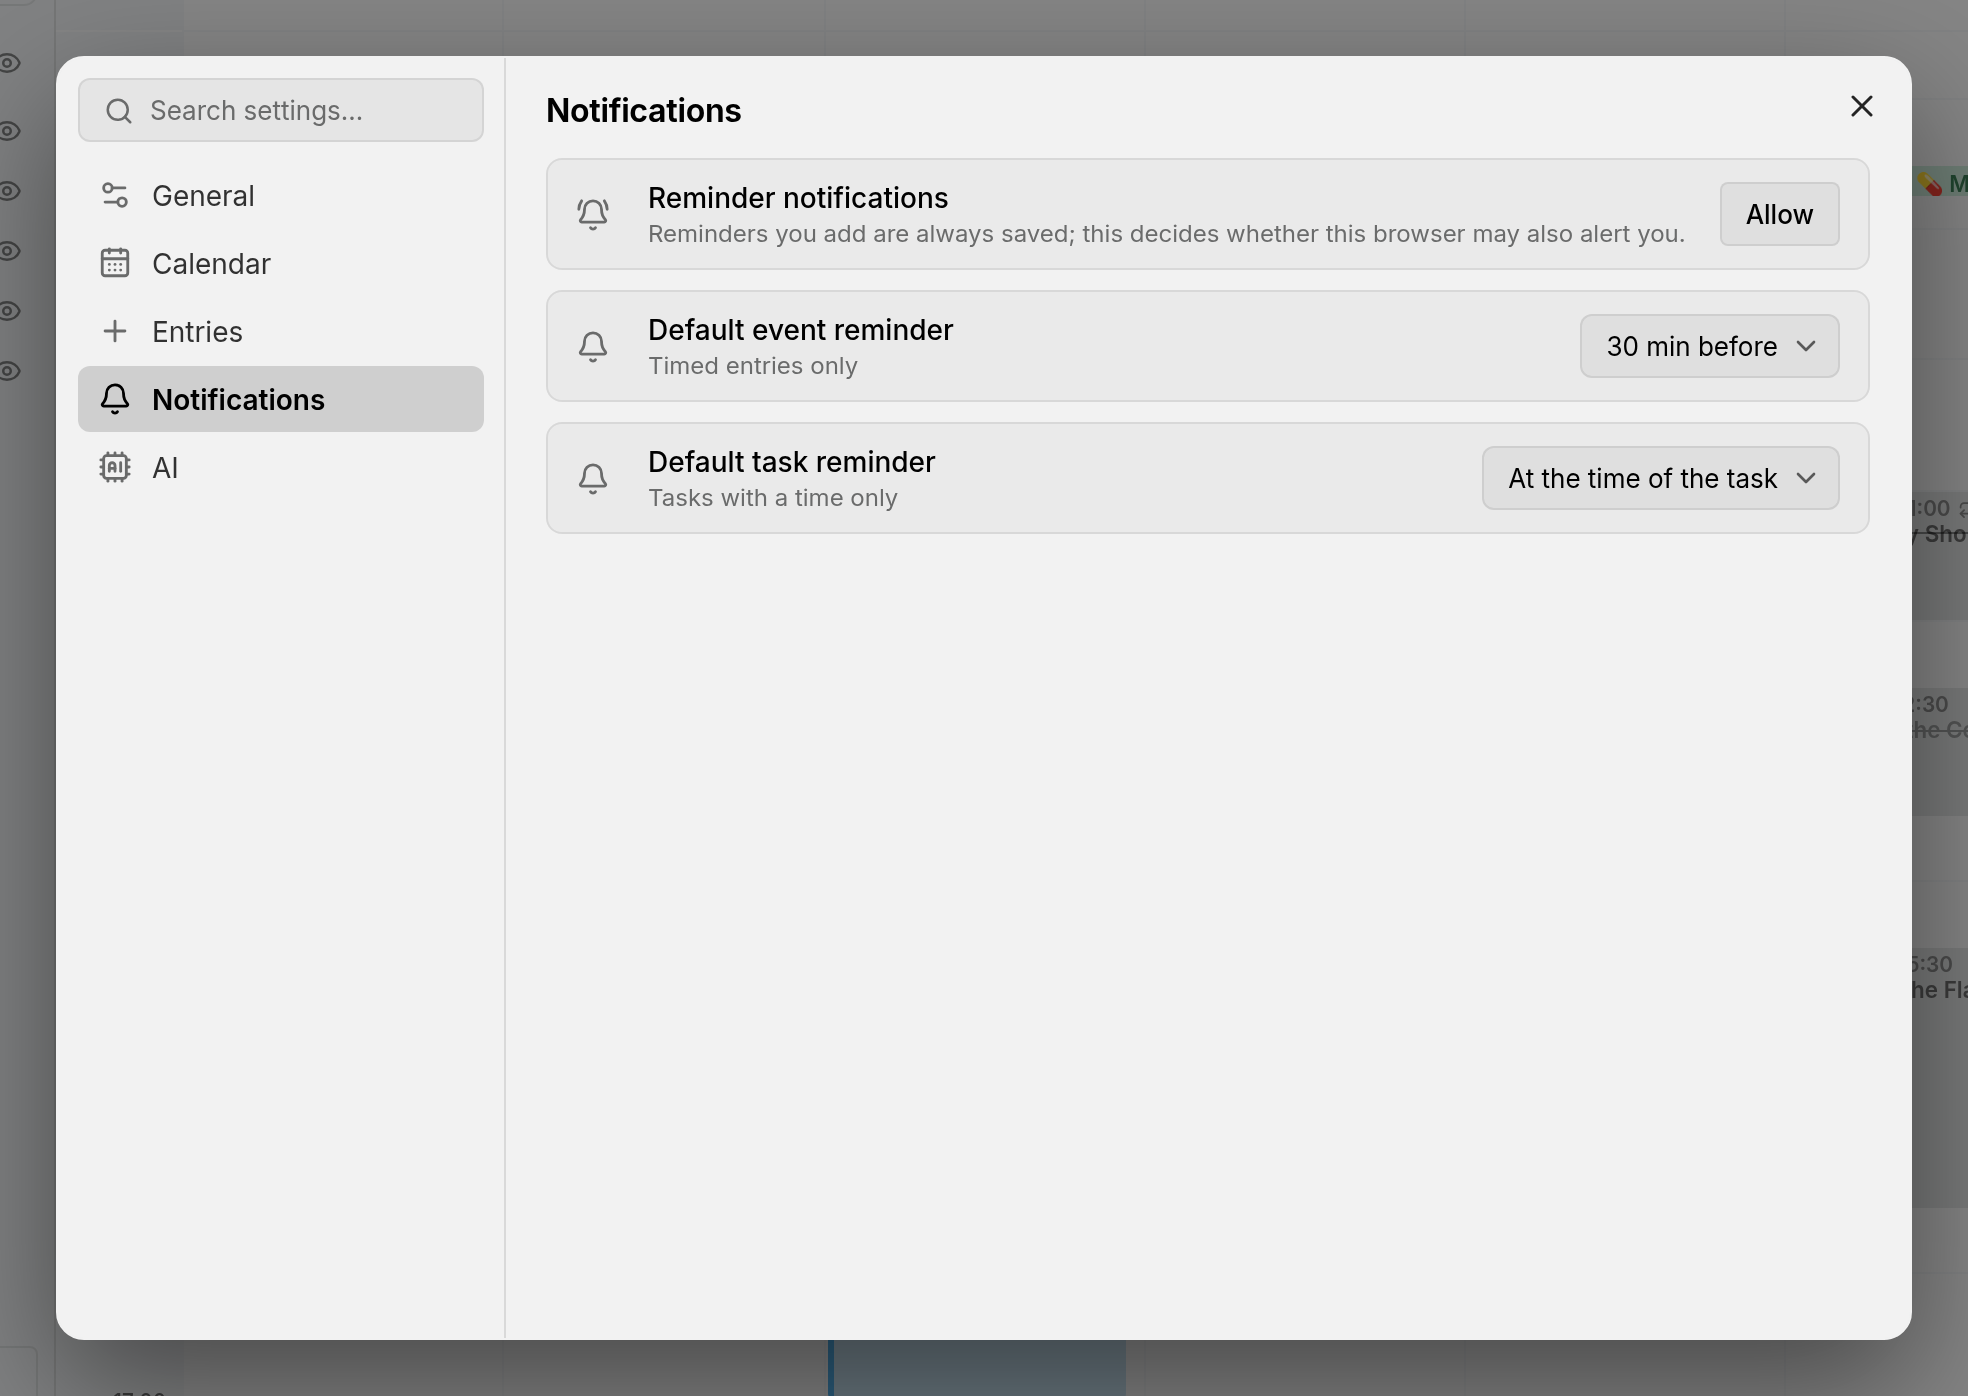 Search settings...
General
Calendar
Entries
Notifications
AI
Notifications
Reminder notifications
Reminders you add are always saved; this decides whether this browser may also alert you.
Allow
Default event reminder
Timed entries only
30 min before
Default task reminder
Tasks with a time only
At the time of the task